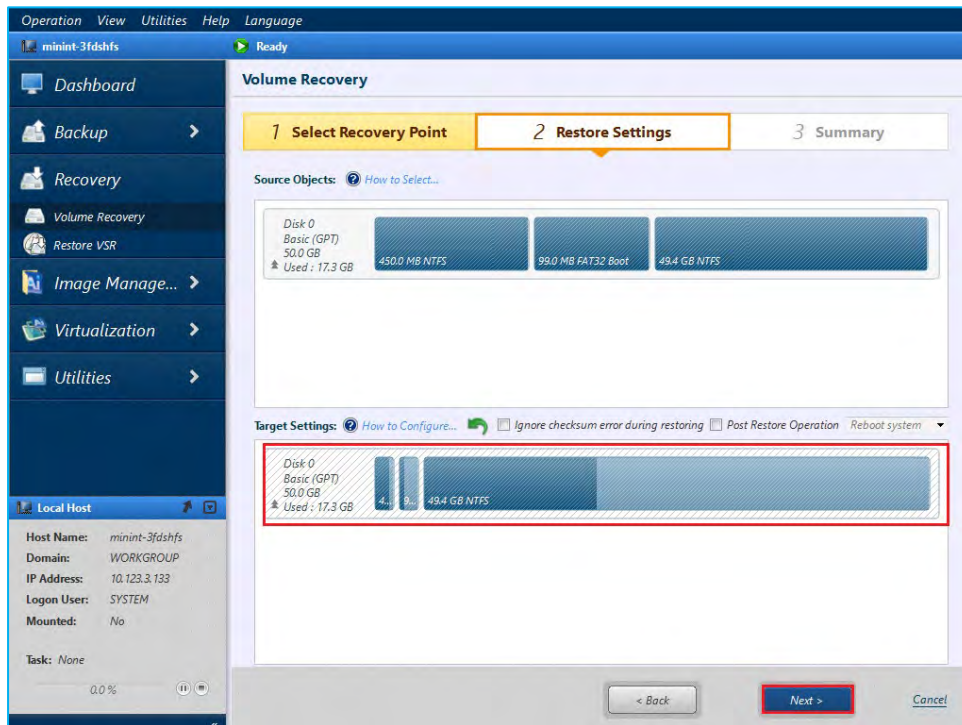 Operation View Utilities Help Language
minint-3fdshfs
Ready
Dashboard
Backup
Recovery
Volume Recovery
Restore VSR
Image Manage...
Virtualization
Utilities
Local Host
Host Name: minint-3fdshfs
Domain: WORKGROUP
IP Address: 10.123.3.133
Logon User: SYSTEM
Mounted: No
Task: None
0.0 %
Volume Recovery
1 Select Recovery Point
2 Restore Settings
3 Summary
Source Objects: How to Select...
Disk 0
Basic (GPT)
50.0 GB
Used : 17.3 GB
450.0 MB NTFS
99.0 MB FAT32 Boot
49.4 GB NTFS
Target Settings: How to Configure... Ignore checksum error during restoring Post Restore Operation Reboot system
Disk 0
Basic (GPT)
50.0 GB
Used : 17.3 GB
4...
9...
49.4 GB NTFS
< Back
Next >
Cancel